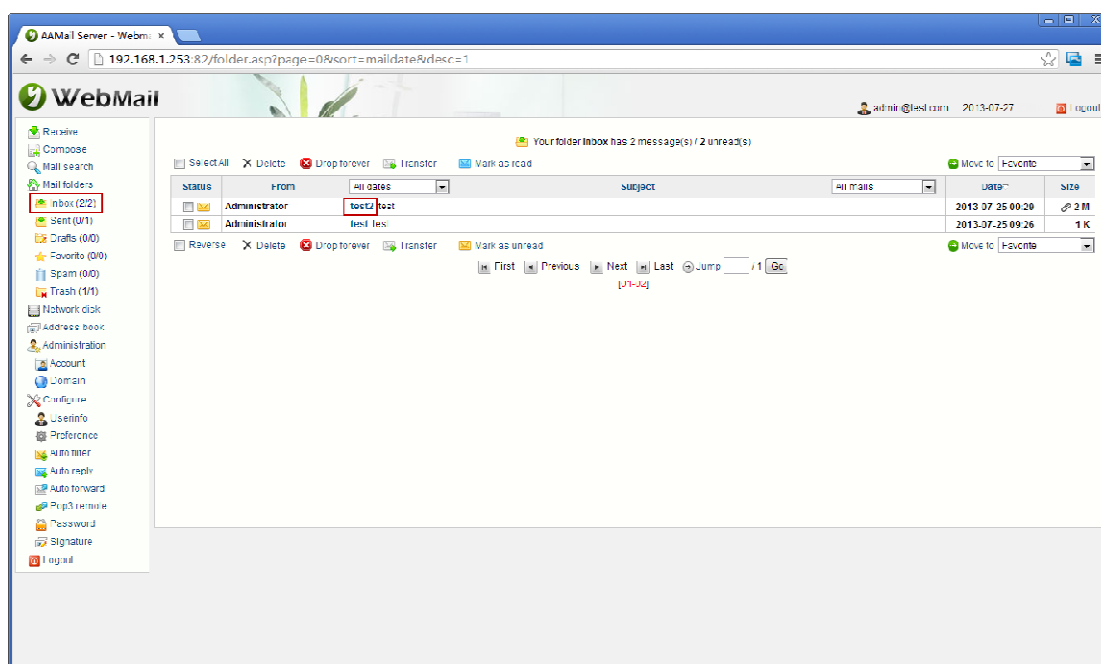 AAMail Server - Webma ×
192.168.1.253:82/folder.asp?page=0&sort=maildate&desc=1
WebMail
admin@test.com 2013-07-27 Logout
Receive
Compose
Mail search
Mail folders
Inbox (2/2)
Sent (0/1)
Drafts (0/0)
Favorite (0/0)
Spam (0/0)
Trash (1/1)
Network disk
Address book
Administration
Account
Domain
Configure
Userinfo
Preference
Auto filter
Auto reply
Auto forward
Pop3 remote
Password
Signature
Logout
Your folder Inbox has 2 message(s) / 2 unread(s)
Select All Delete Drop forever Transfer Mark as read Move to Favorite
Status From All dates Subject All mails Date Size
Administrator test2 test 2013-07-25 09:29 2 M
Administrator test test 2013-07-25 09:26 1 K
Reverse Delete Drop forever Transfer Mark as unread Move to Favorite
First Previous Next Last Jump / 1 Go
[01-02]